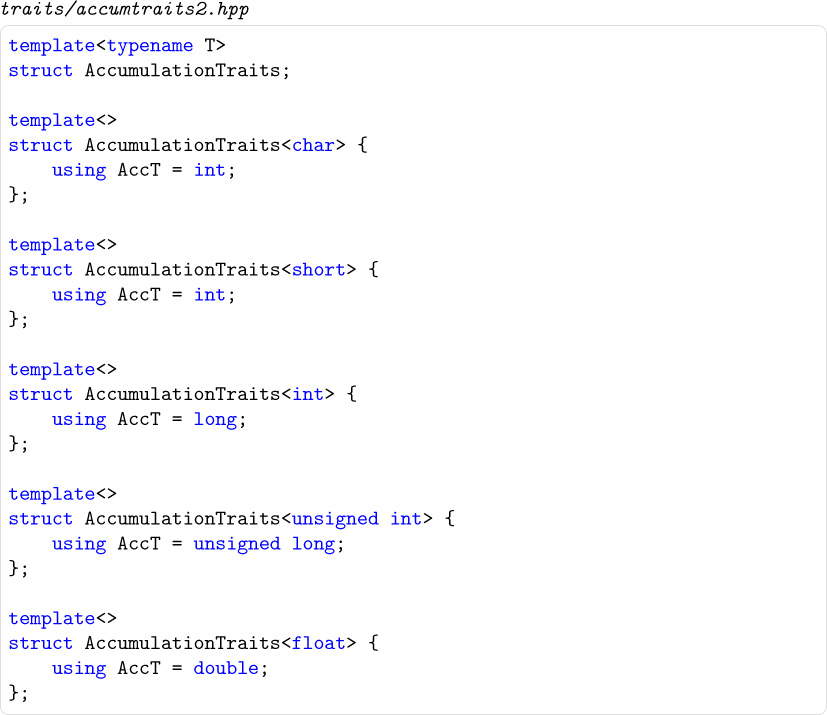 traits/accumtraits2.hpp
template<typename T>
struct AccumulationTraits;
template<>
struct AccumulationTraits<char> {
    using AccT = int;
};
template<>
struct AccumulationTraits<short> {
    using AccT = int;
};
template<>
struct AccumulationTraits<int> {
    using AccT = long;
};
template<>
struct AccumulationTraits<unsigned int> {
    using AccT = unsigned long;
};
template<>
struct AccumulationTraits<float> {
    using AccT = double;
};